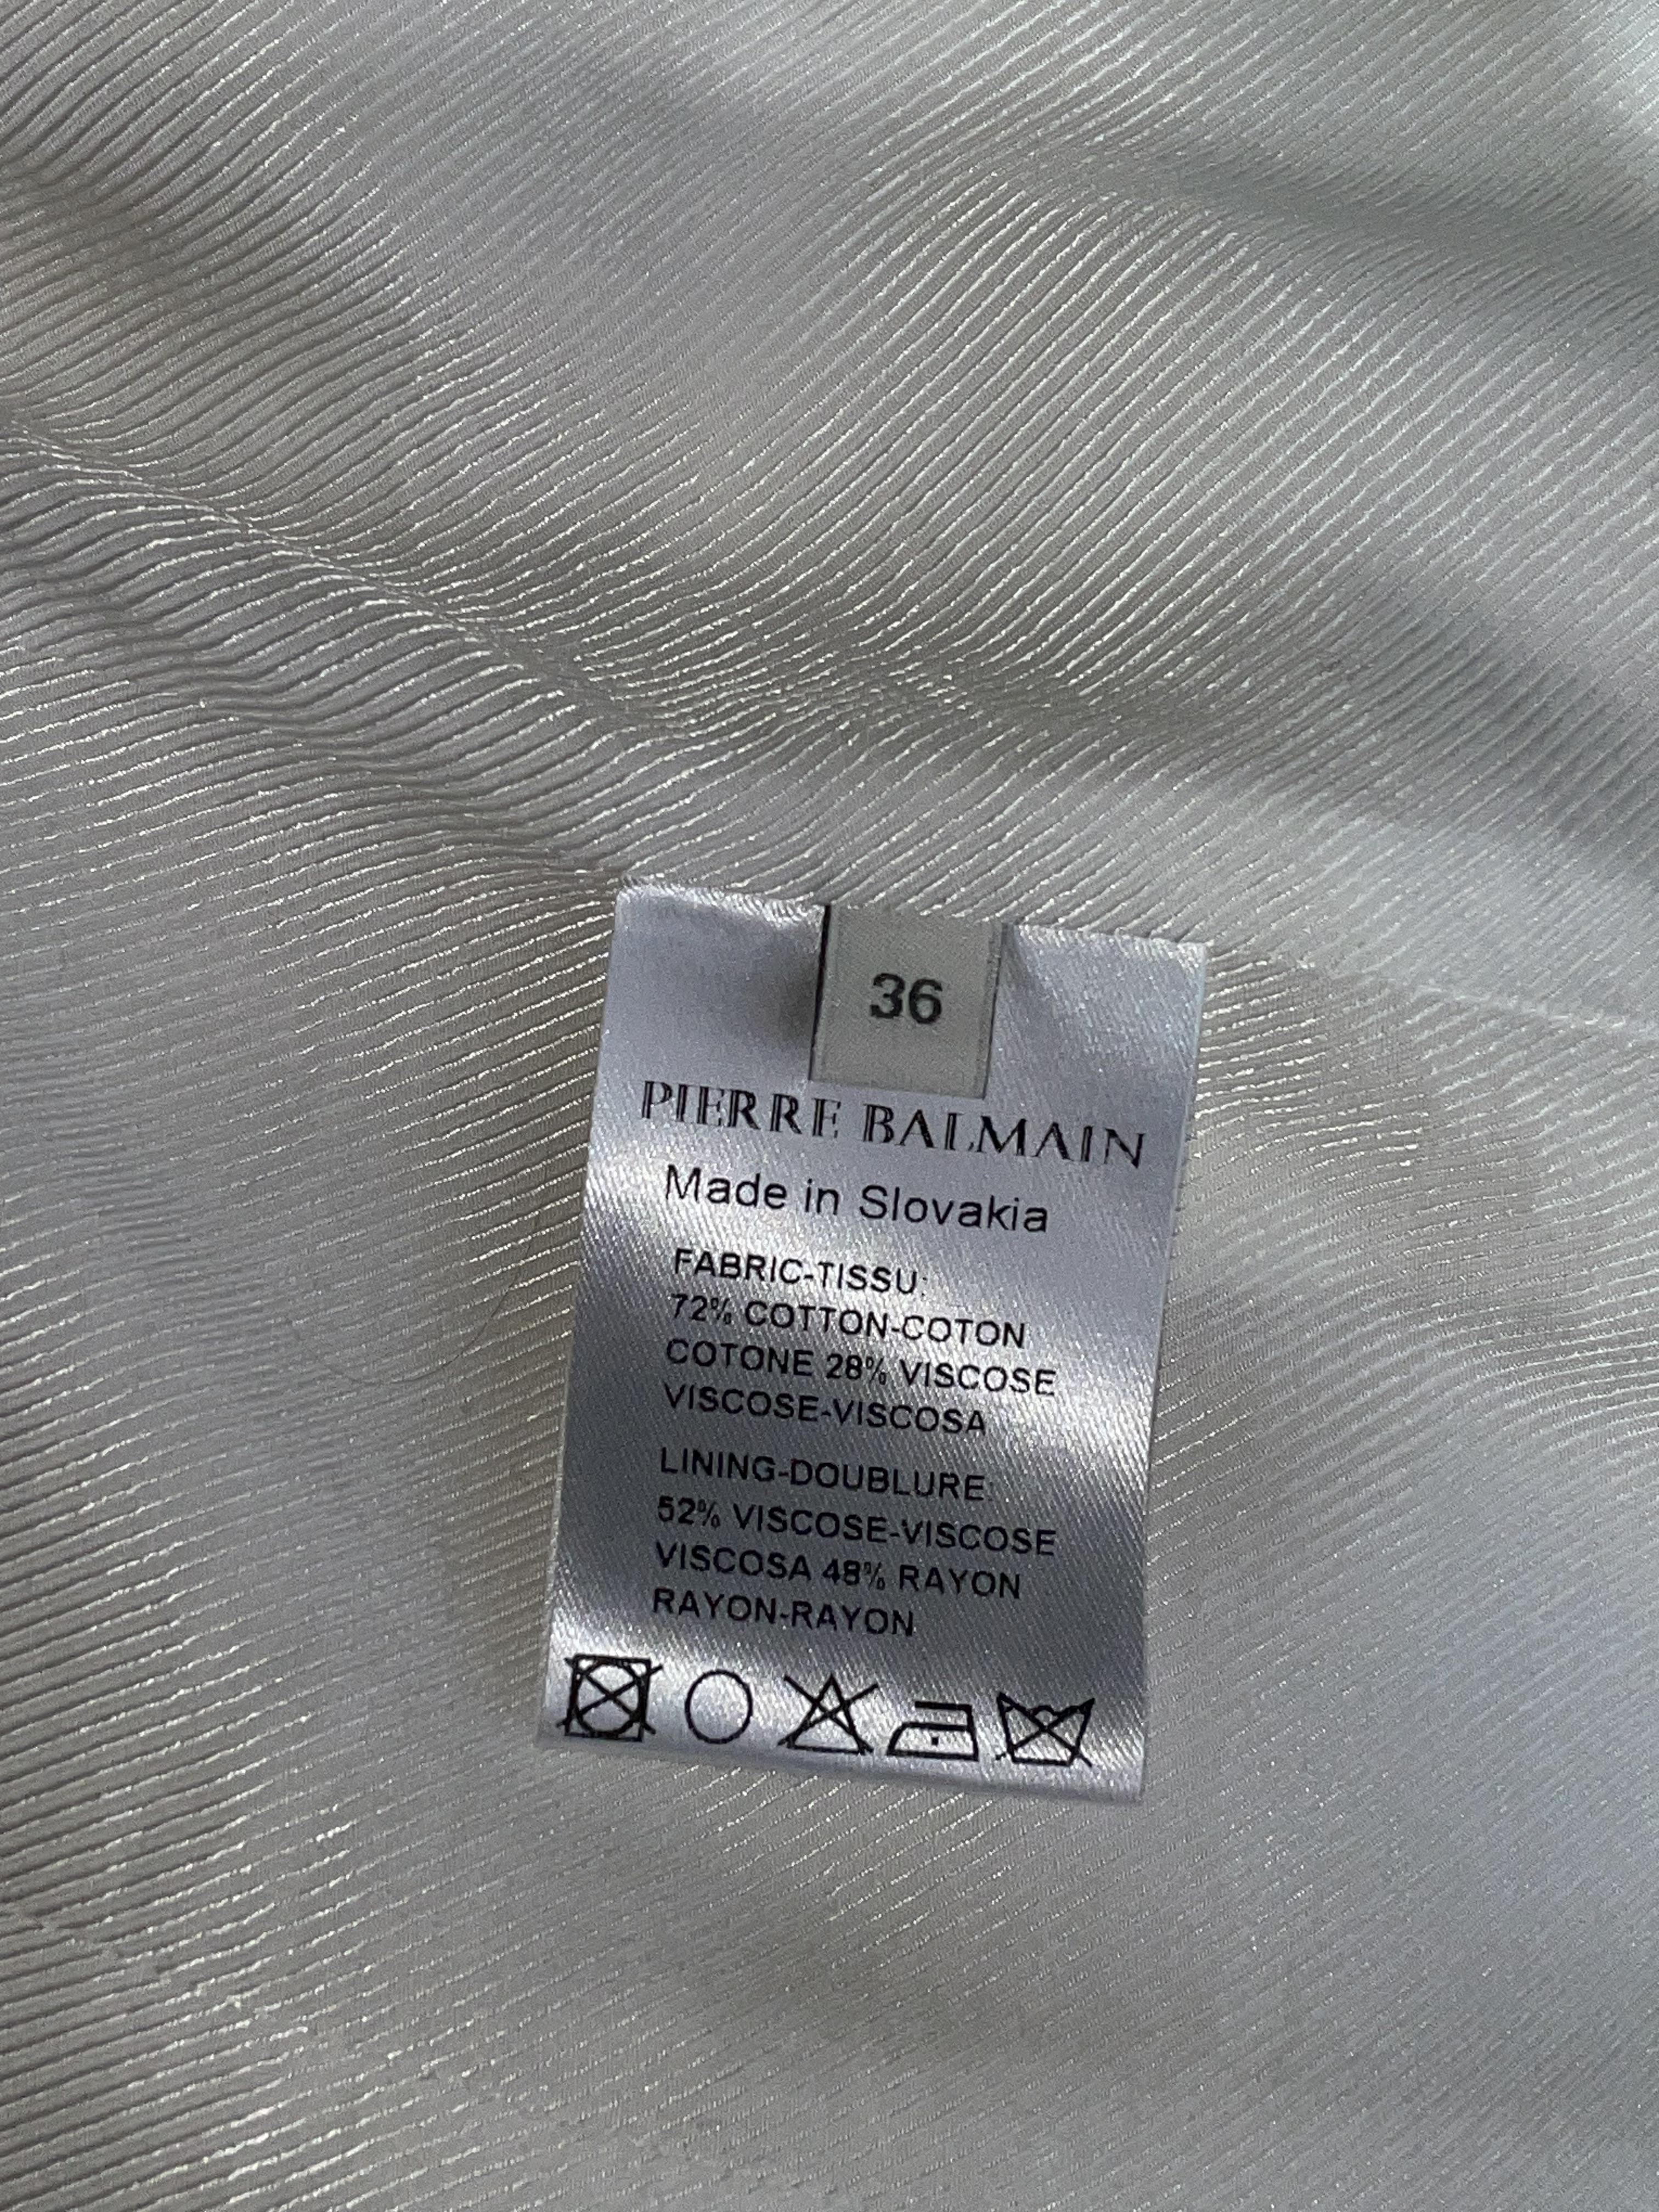 36
PIERRE BALMAIN
Made in Slovakia
FABRIC-TISSU:
72% COTTON-COTON
COTONE 28% VISCOSE
VISCOSE-VISCOSA
LINING-DOUBLURE:
52% VISCOSE-VISCOSE
VISCOSA 48% RAYON
RAYON-RAYON